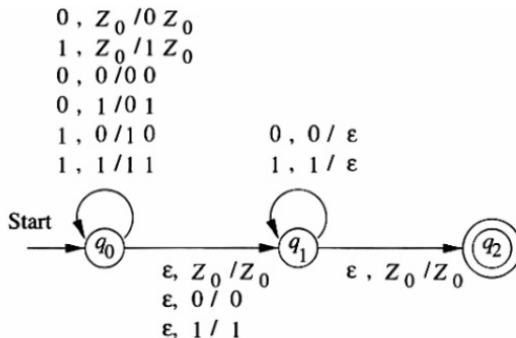 0 , Z0 / 0 Z0
1 , Z0 / 1 Z0
0 , 0 / 0 0
0 , 1 / 0 1
1 , 0 / 1 0
1 , 1 / 1 1
0 , 0 / ε
1 , 1 / ε
Start
q0
q1
q2
ε, Z0 / Z0
ε, 0 / 0
ε, 1 / 1
ε , Z0 / Z0